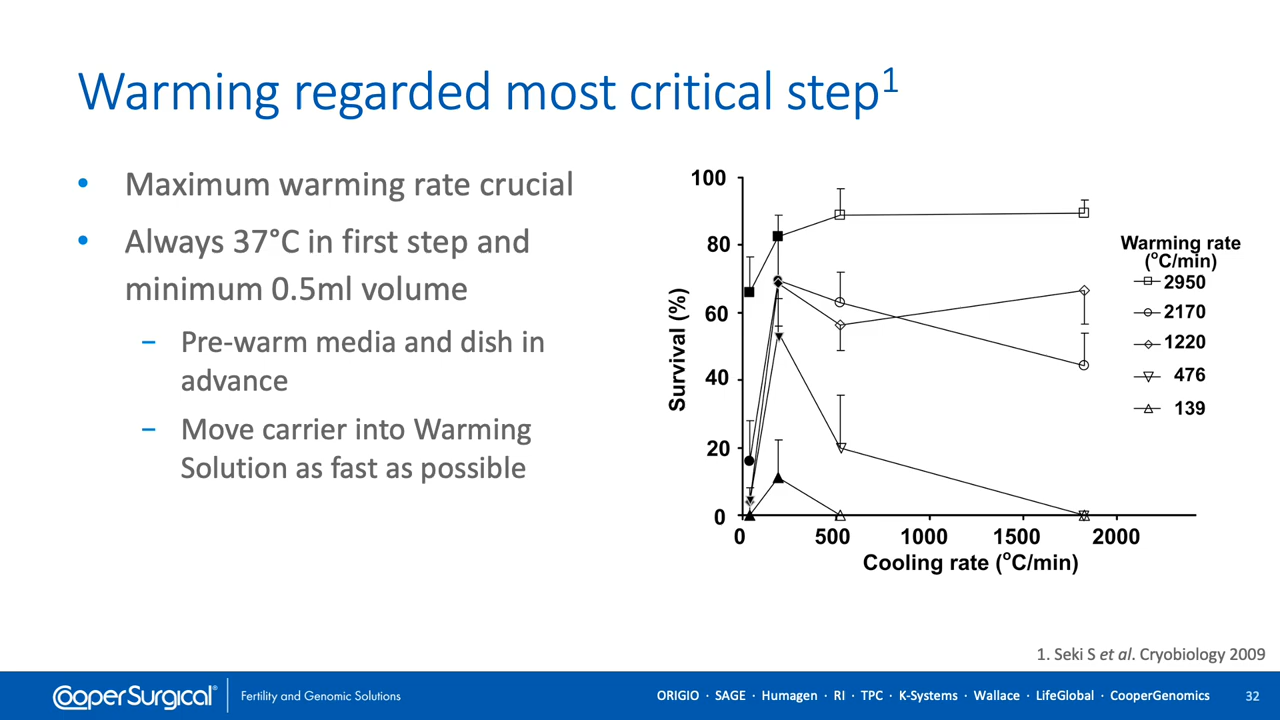 Warming regarded most critical step1
• Maximum warming rate crucial
• Always 37°C in first step and
minimum 0.5ml volume
− Pre-warm media and dish in
advance
− Move carrier into Warming
Solution as fast as possible
100
80
60
40
20
0
Survival (%)
0 500 1000 1500 2000
Cooling rate (oC/min)
Warming rate
(oC/min)
2950
2170
1220
476
139
1. Seki S et al. Cryobiology 2009
CooperSurgical® Fertility and Genomic Solutions
ORIGIO · SAGE · Humagen · RI · TPC · K-Systems · Wallace · LifeGlobal · CooperGenomics
32